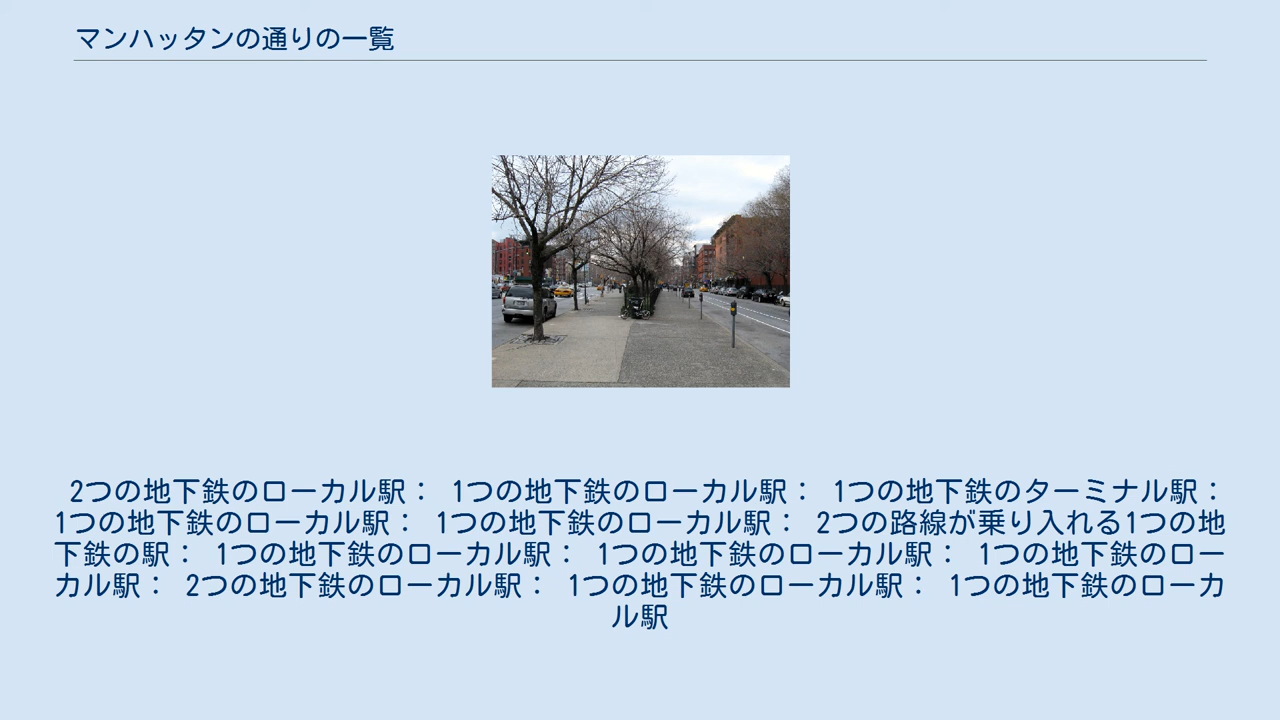 マンハッタンの通りの一覧
2つの地下鉄のローカル駅： 1つの地下鉄のローカル駅： 1つの地下鉄のターミナル駅：
1つの地下鉄のローカル駅： 1つの地下鉄のローカル駅： 2つの路線が乗り入れる1つの地
下鉄の駅： 1つの地下鉄のローカル駅： 1つの地下鉄のローカル駅： 1つの地下鉄のロー
カル駅： 2つの地下鉄のローカル駅： 1つの地下鉄のローカル駅： 1つの地下鉄のローカ
ル駅